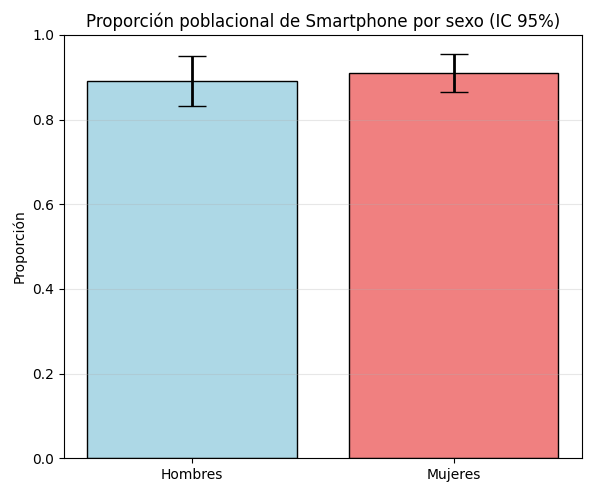 Proporción poblacional de Smartphone por sexo (IC 95%)
1.0
0.8
0.6
0.4
0.2
0.0
Proporción
Hombres
Mujeres